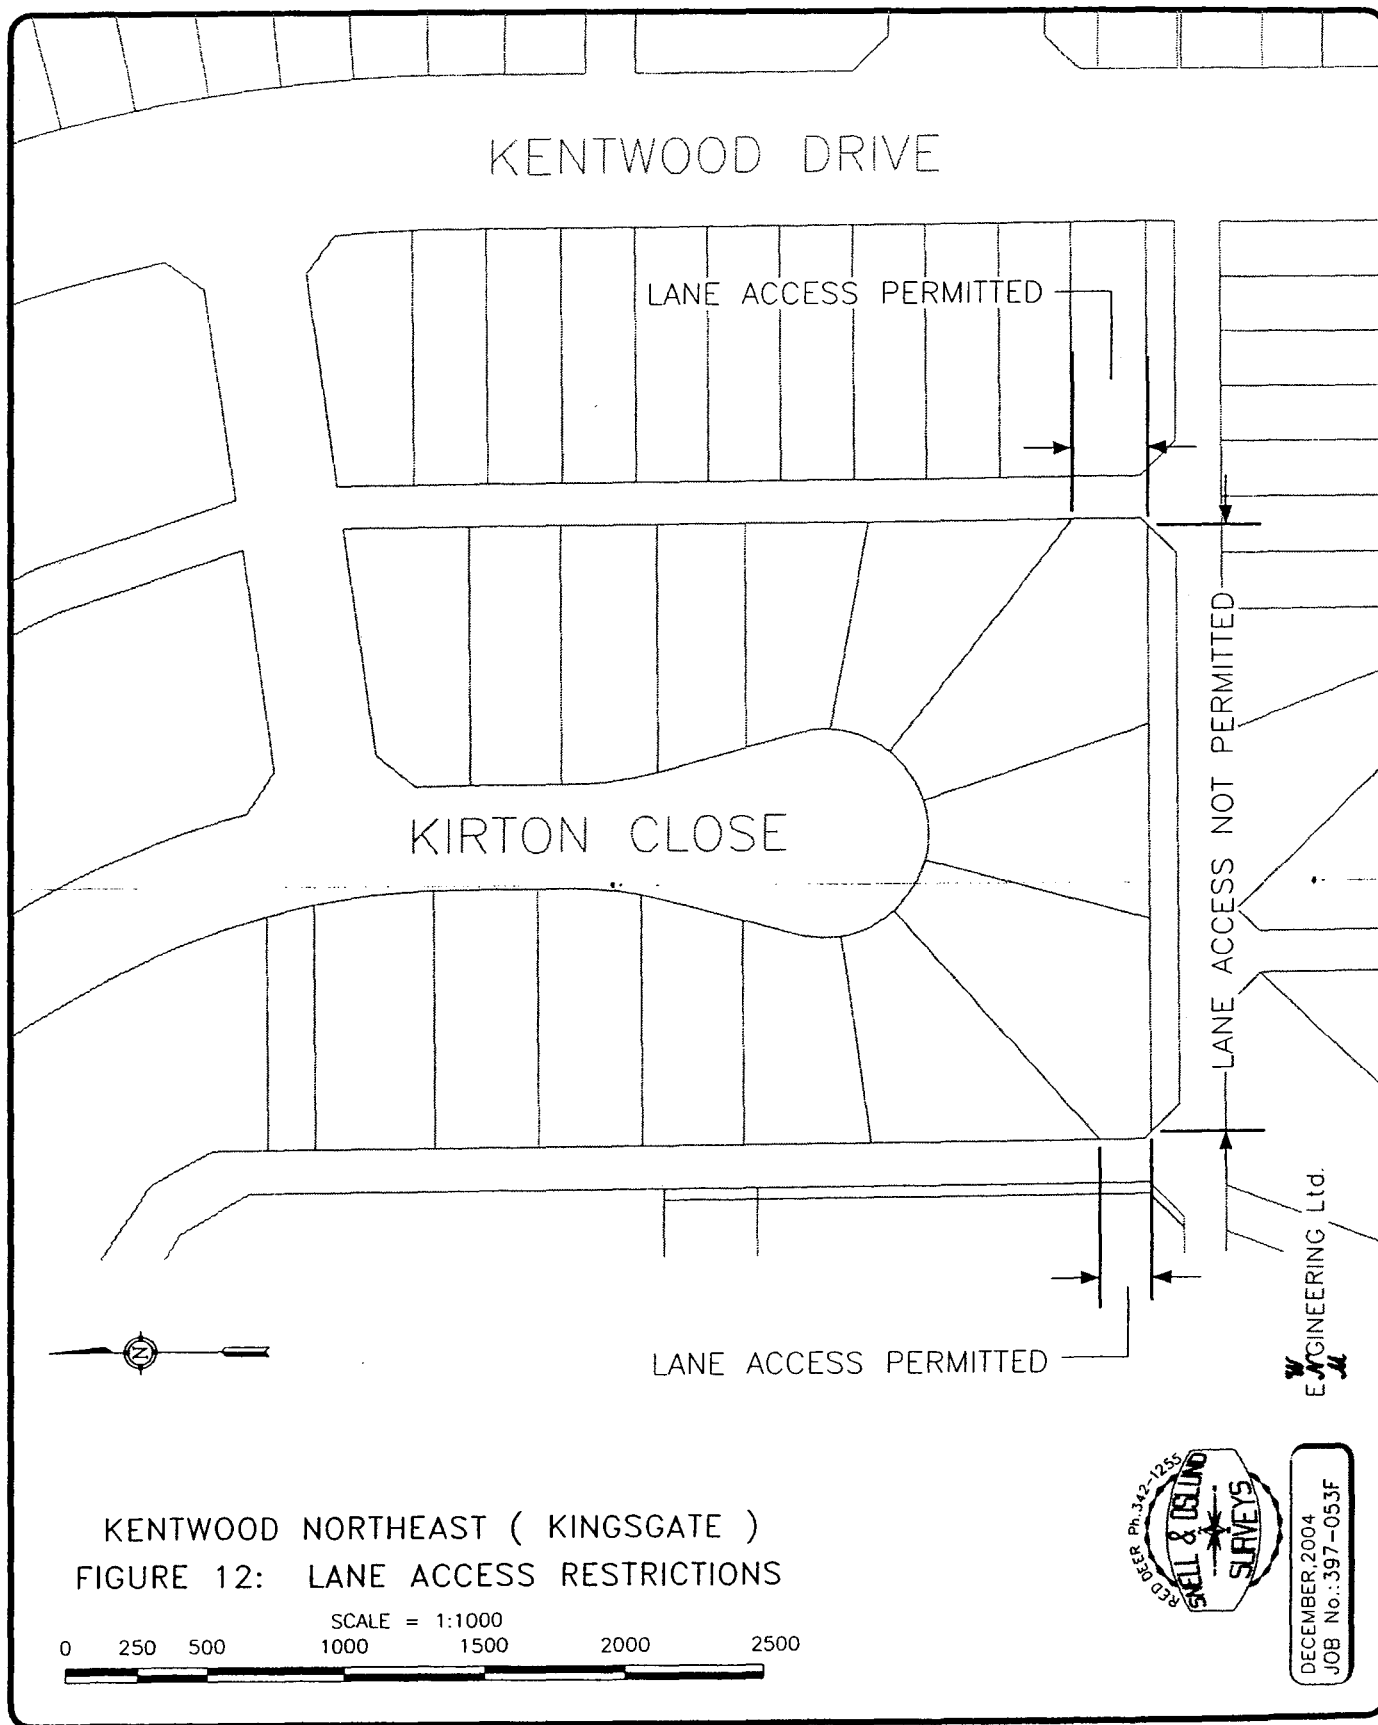 KENTWOOD DRIVE
LANE ACCESS PERMITTED
LANE ACCESS NOT PERMITTED
KIRTON CLOSE
N
LANE ACCESS PERMITTED
ENGINEERING Ltd.
RED DEER Ph.342-1255
SNELL & OSLUND
SURVEYS
DECEMBER,2004
JOB No.:397-053F
KENTWOOD NORTHEAST ( KINGSGATE )
FIGURE 12: LANE ACCESS RESTRICTIONS
SCALE = 1:1000
0 250 500 1000 1500 2000 2500